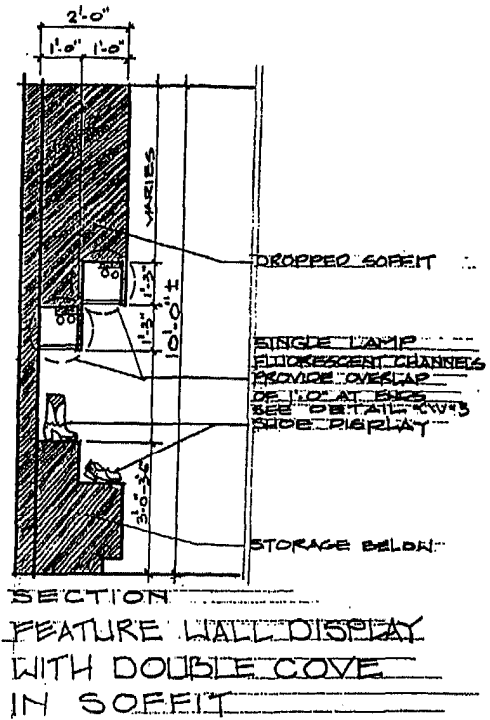 2'-0"
1'-0" 1'-0"
VARIES
1'-3"
1'-3"
10'-0"±
3'-0-3'-6"
DROPPER SOFFIT
SINGLE LAMP
FLUORESCENT CHANNELS
PROVIDE OVERLAP
OF 1'-0" AT ENDS
SEE DETAIL "W"3
SHOE DISPLAY
STORAGE BELOW
SECTION
FEATURE WALL DISPLAY
WITH DOUBLE COVE
IN SOFFIT